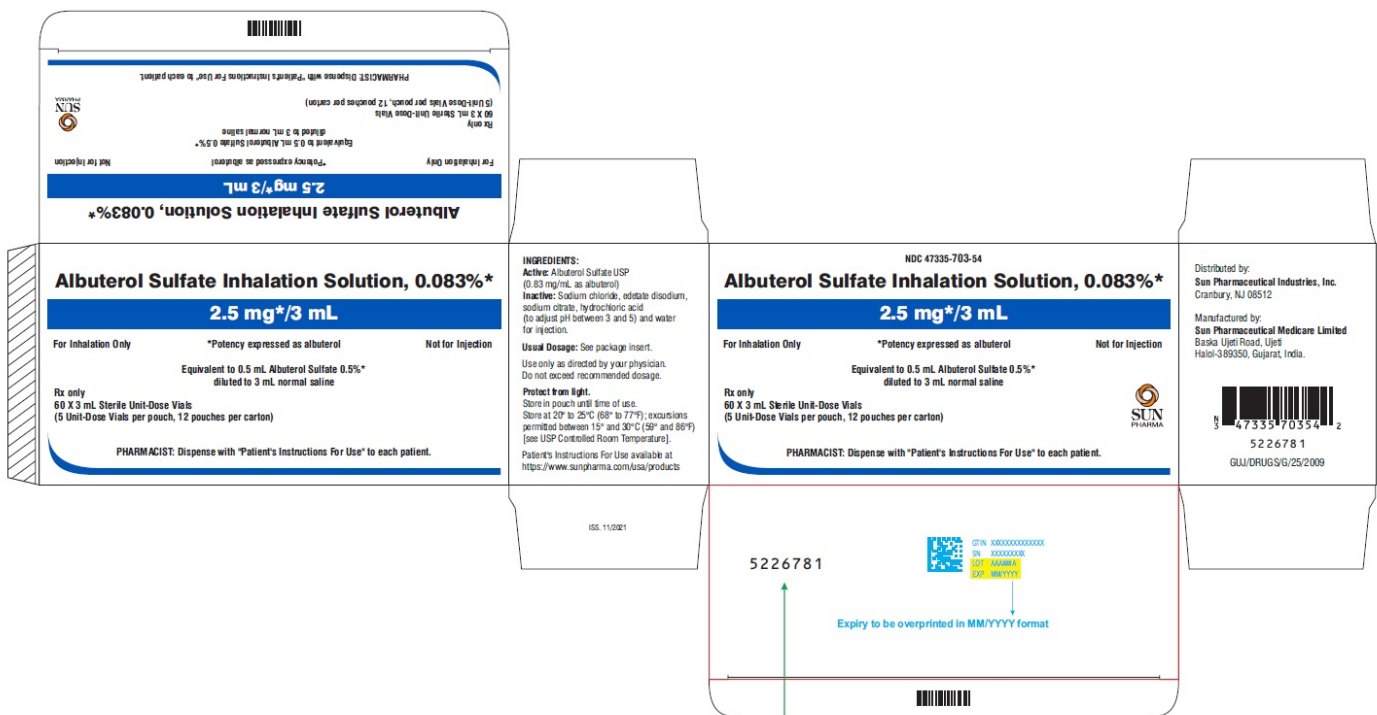 PHARMACIST: Dispense with "Patient's Instructions For Use" to each patient.
SUN
PHARMA
(5 Unit-Dose Vials per pouch, 12 pouches per carton)
60 X 3 mL Sterile Unit-Dose Vials
Rx only
diluted to 3 mL normal saline
Equivalent to 0.5 mL Albuterol Sulfate 0.5%*
For Inhalation Only *Potency expressed as albuterol Not for Injection
2.5 mg*/3 mL
Albuterol Sulfate Inhalation Solution, 0.083%*
Albuterol Sulfate Inhalation Solution, 0.083%*
2.5 mg*/3 mL
For Inhalation Only *Potency expressed as albuterol Not for Injection
Equivalent to 0.5 mL Albuterol Sulfate 0.5%*
diluted to 3 mL normal saline
Rx only
60 X 3 mL Sterile Unit-Dose Vials
(5 Unit-Dose Vials per pouch, 12 pouches per carton)
PHARMACIST: Dispense with "Patient's Instructions For Use" to each patient.
INGREDIENTS:
Active: Albuterol Sulfate USP
(0.83 mg/mL as albuterol)
Inactive: Sodium chloride, edetate disodium,
sodium citrate, hydrochloric acid
(to adjust pH between 3 and 5) and water
for injection.
Usual Dosage: See package insert.
Use only as directed by your physician.
Do not exceed recommended dosage.
Protect from light.
Store in pouch until time of use.
Store at 20° to 25°C (68° to 77°F); excursions
permitted between 15° and 30°C (59° and 86°F)
[see USP Controlled Room Temperature].
Patient's Instructions For Use available at
https://www.sunpharma.com/usa/products
ISS. 11/2021
NDC 47335-703-54
Albuterol Sulfate Inhalation Solution, 0.083%*
2.5 mg*/3 mL
For Inhalation Only *Potency expressed as albuterol Not for Injection
Equivalent to 0.5 mL Albuterol Sulfate 0.5%*
diluted to 3 mL normal saline
Rx only
60 X 3 mL Sterile Unit-Dose Vials
(5 Unit-Dose Vials per pouch, 12 pouches per carton)
SUN
PHARMA
PHARMACIST: Dispense with "Patient's Instructions For Use" to each patient.
Distributed by:
Sun Pharmaceutical Industries, Inc.
Cranbury, NJ 08512
Manufactured by:
Sun Pharmaceutical Medicare Limited
Baska Ujeti Road, Ujeti
Halol-389350, Gujarat, India.
N
3 47335 70354 2
5226781
GUJ/DRUGS/G/25/2009
5226781
GTIN XXXXXXXXXXXXXX
SN XXXXXXXXX
LOT
EXP MM/YYYY
Expiry to be overprinted in MM/YYYY format